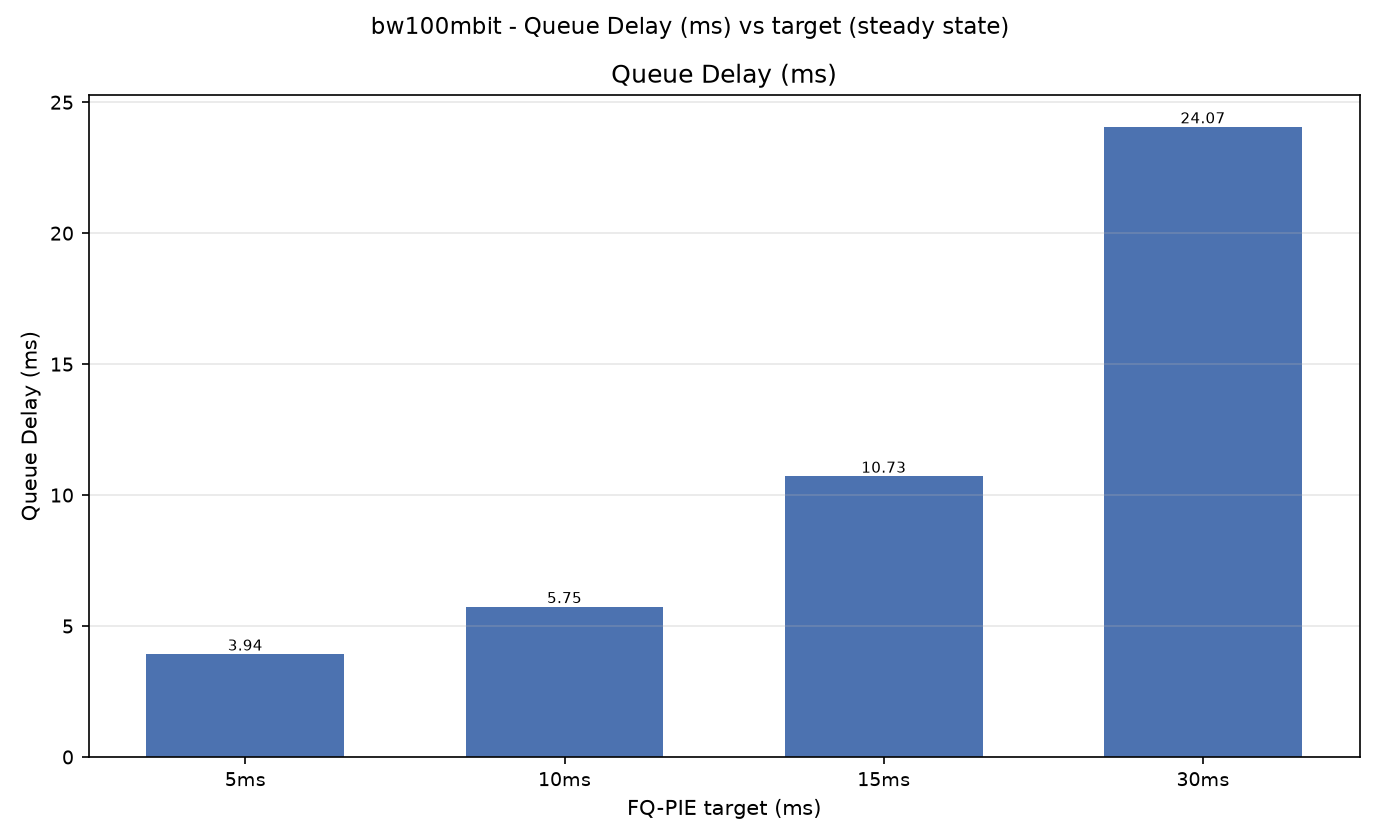 bw100mbit - Queue Delay (ms) vs target (steady state)
Queue Delay (ms)
Queue Delay (ms)
25
20
15
10
5
0
3.94
5.75
10.73
24.07
5ms
10ms
15ms
30ms
FQ-PIE target (ms)